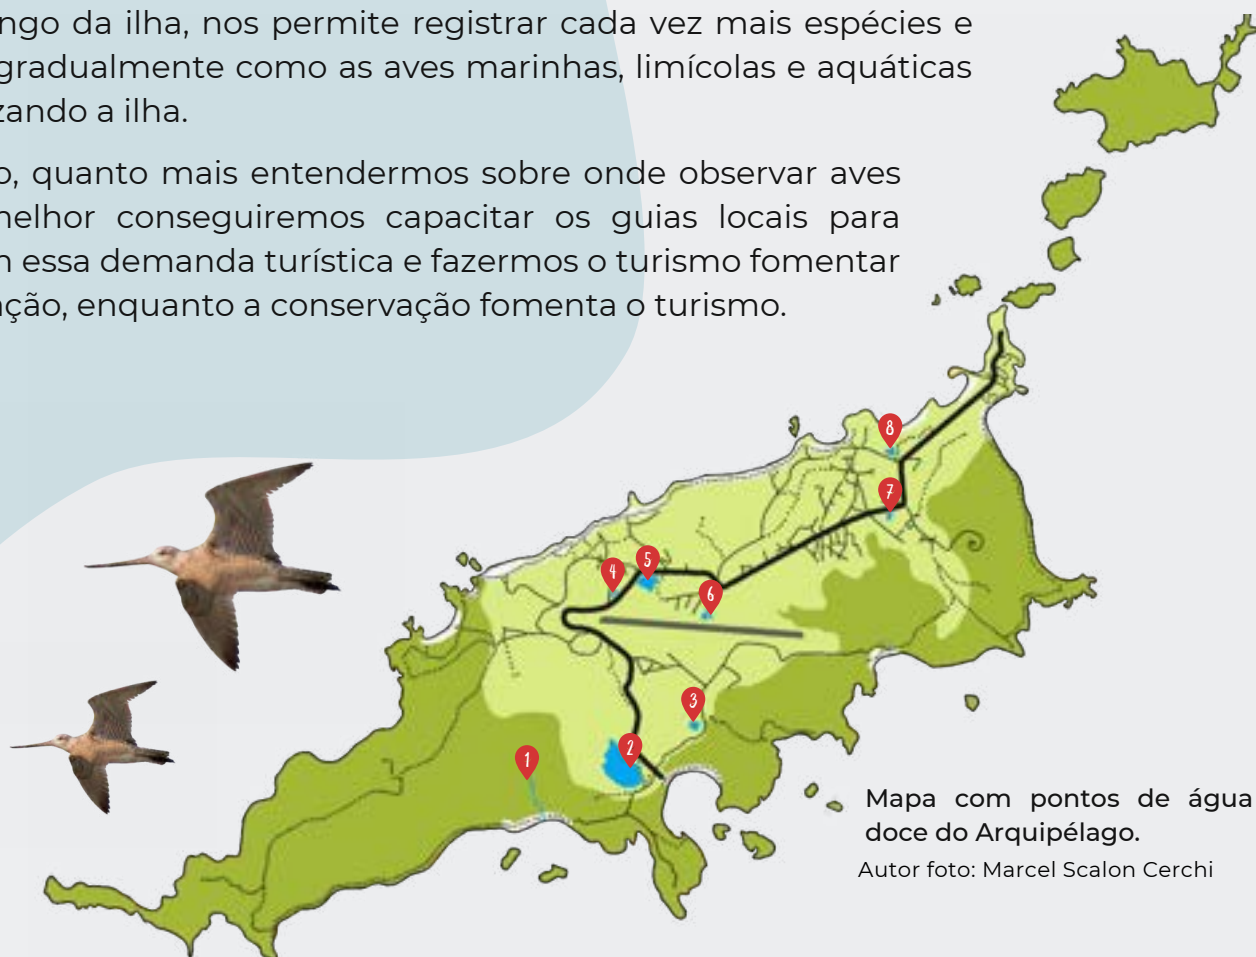 ngo da ilha, nos permite registrar cada vez mais espécies e
gradualmente como as aves marinhas, limícolas e aquáticas
zando a ilha.
o, quanto mais entendermos sobre onde observar aves
melhor conseguiremos capacitar os guias locais para
essa demanda turística e fazermos o turismo fomentar
ação, enquanto a conservação fomenta o turismo.
8
7
5
4
6
3
2
1
Mapa com pontos de água
doce do Arquipélago.
Autor foto: Marcel Scalon Cerchi